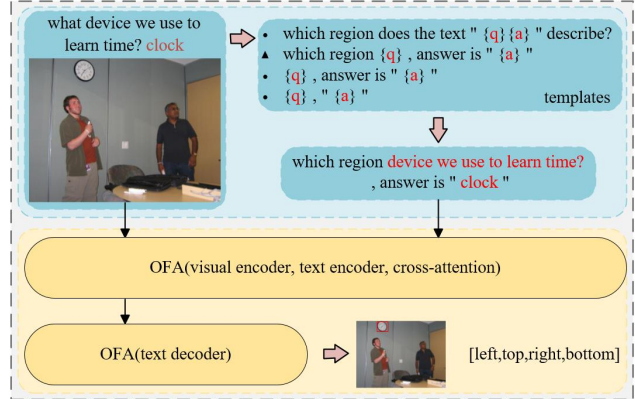 what device we use to
learn time? clock
• which region does the text " {q}{a} " describe?
▲ which region {q} , answer is " {a} "
• {q} , answer is " {a} "
• {q} , " {a} "
templates
which region device we use to learn time?
, answer is " clock "
OFA(visual encoder, text encoder, cross-attention)
OFA(text decoder)
[left,top,right,bottom]